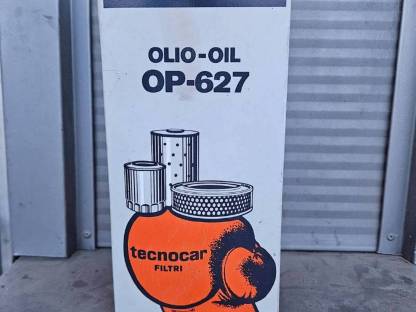 OLIO-OIL
OP-627
tecnocar
FILTRI